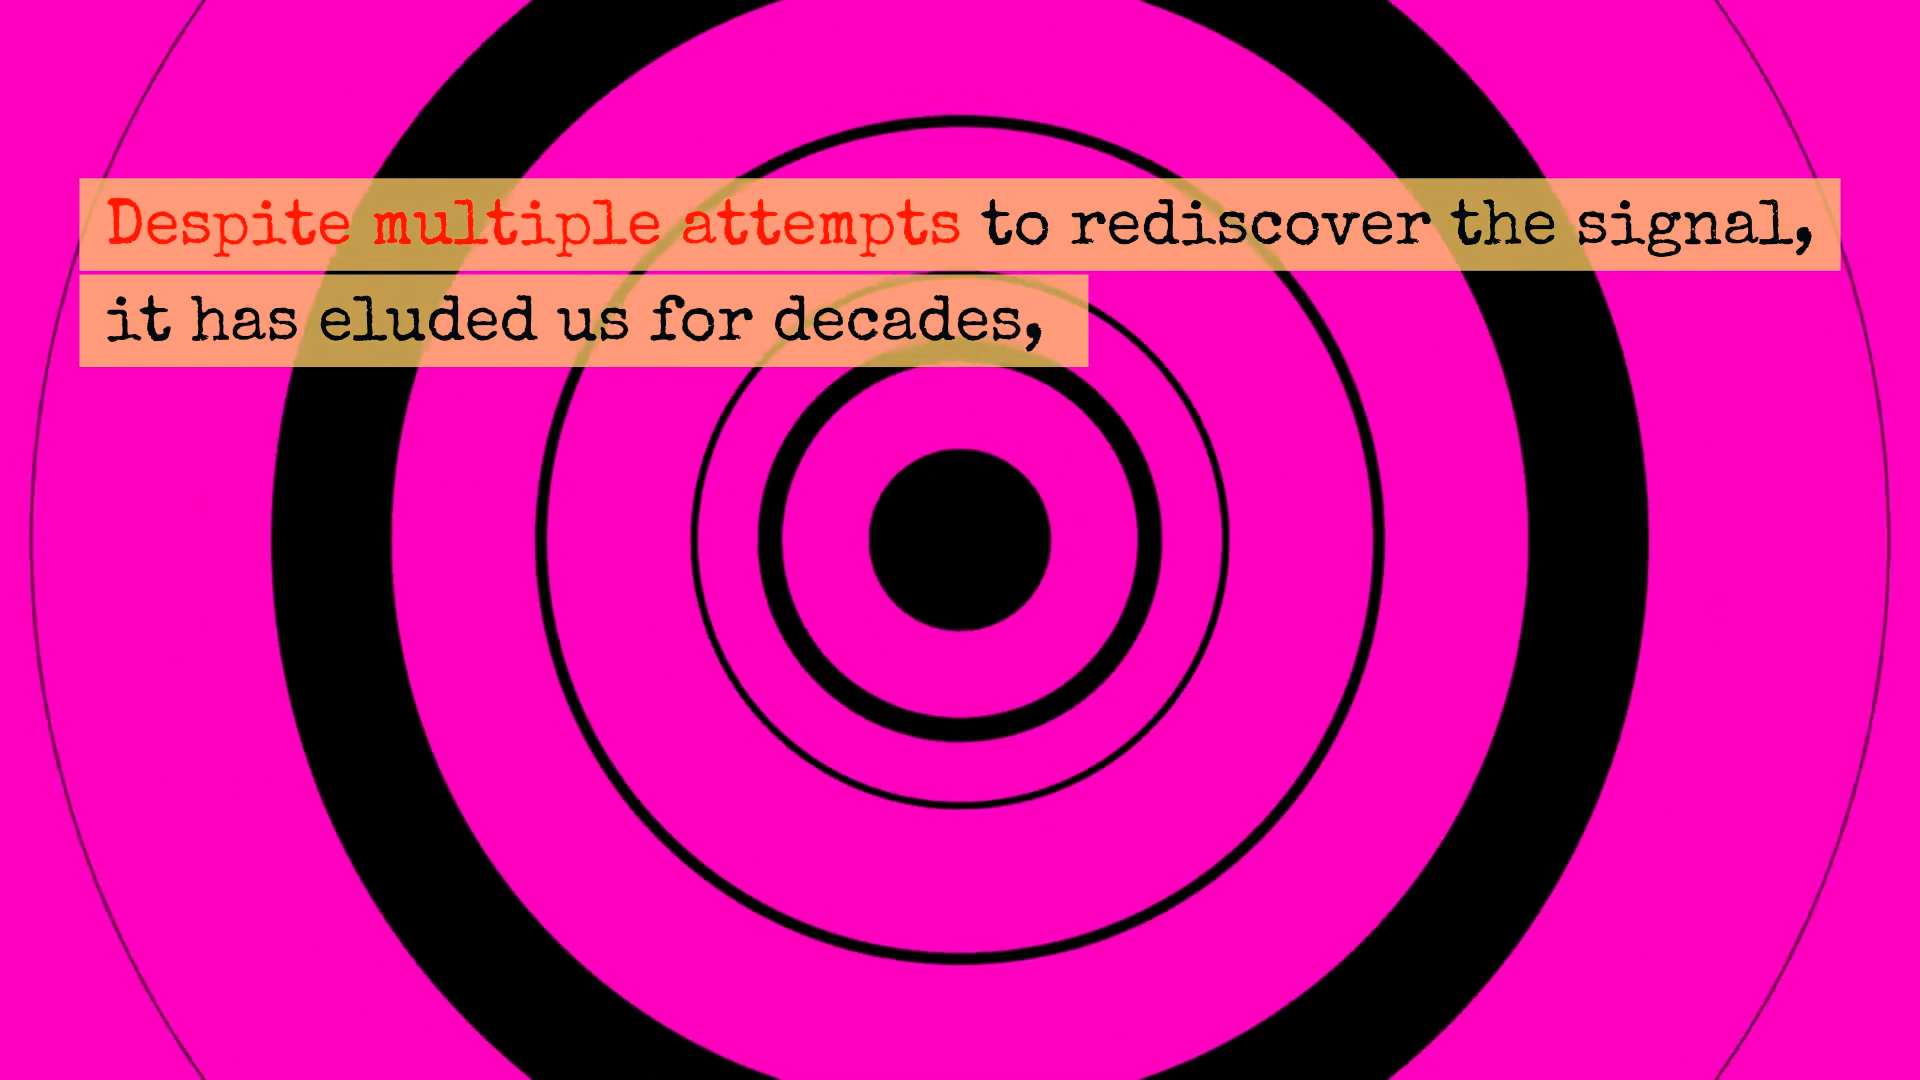 Despite multiple attempts to rediscover the signal,
it has eluded us for decades,